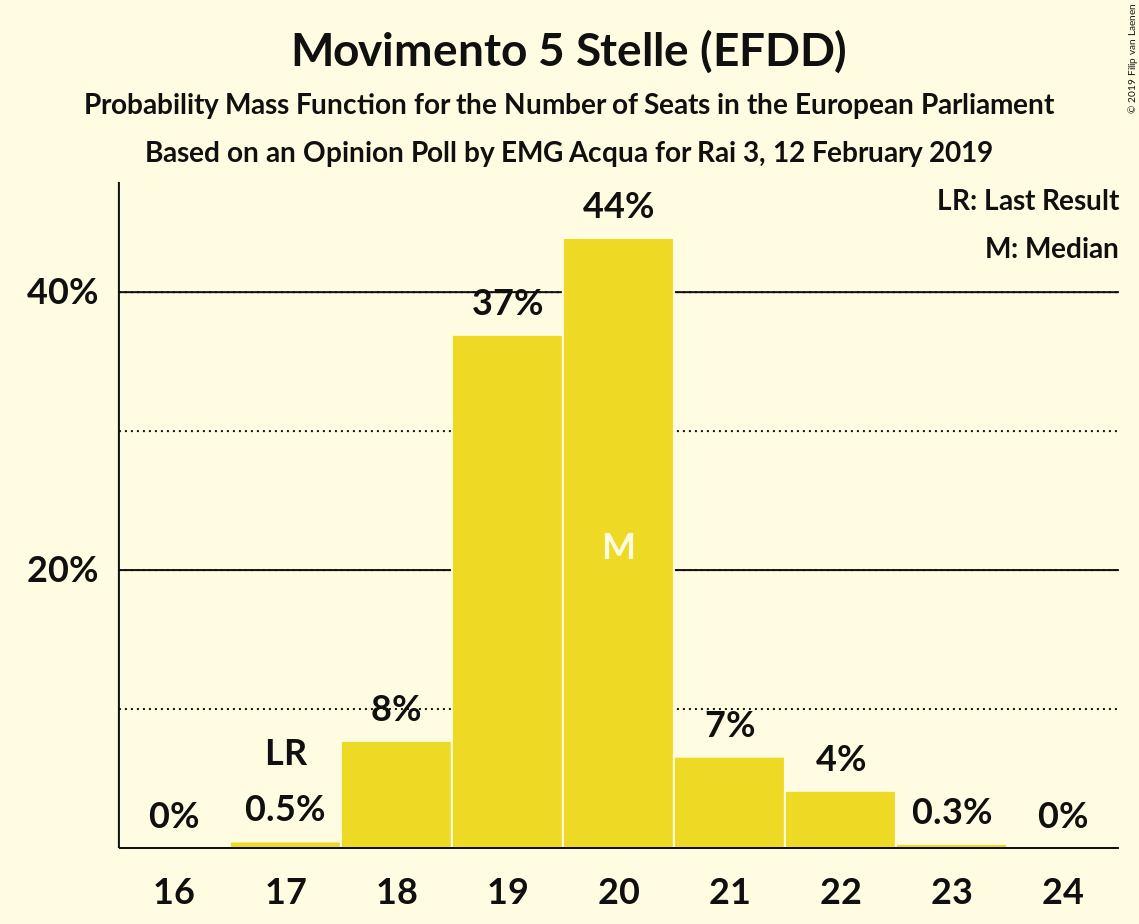 Movimento 5 Stelle (EFDD)
Probability Mass Function for the Number of Seats in the European Parliament
Based on an Opinion Poll by EMG Acqua for Rai 3, 12 February 2019
© 2019 Filip van Laenen
LR: Last Result
M: Median
44%
40%
37%
M
20%
8%
7%
LR
4%
0%
0.5%
0.3%
0%
16 17 18 19 20 21 22 23 24